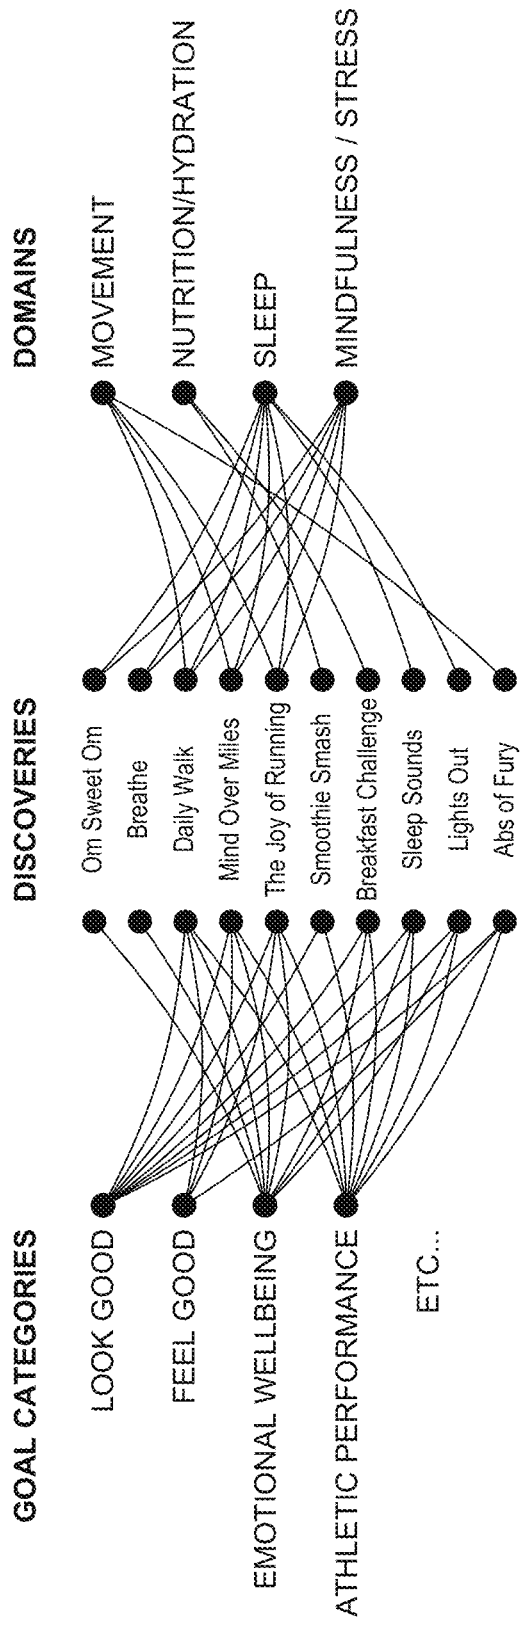 GOAL CATEGORIES
LOOK GOOD
FEEL GOOD
EMOTIONAL WELLBEING
ATHLETIC PERFORMANCE
ETC...
DISCOVERIES
Om Sweet Om
Breathe
Daily Walk
Mind Over Miles
The Joy of Running
Smoothie Smash
Breakfast Challenge
Sleep Sounds
Lights Out
Abs of Fury
DOMAINS
MOVEMENT
NUTRITION/HYDRATION
SLEEP
MINDFULNESS / STRESS